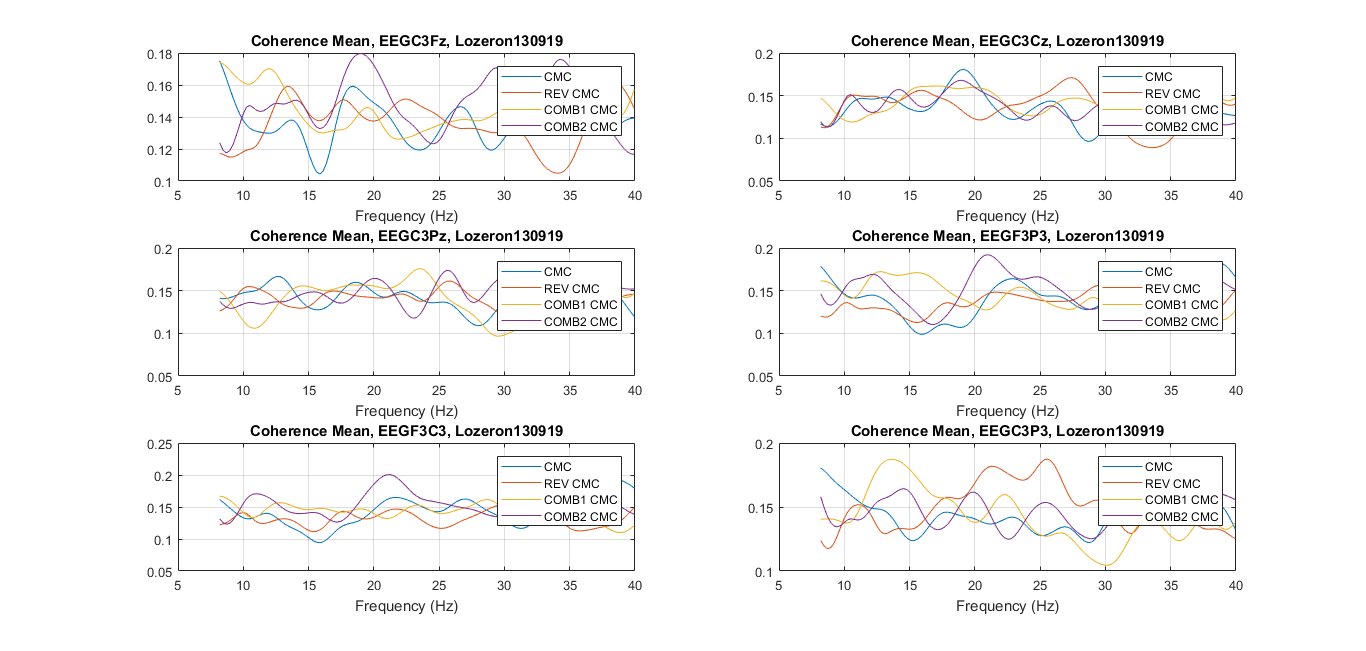 Coherence Mean, EEGC3Fz, Lozeron130919
0.18
0.16
0.14
0.12
0.1
CMC
REV CMC
COMB1 CMC
COMB2 CMC
5 10 15 20 25 30 35 40
Frequency (Hz)
Coherence Mean, EEGC3Cz, Lozeron130919
0.2
0.15
0.1
0.05
CMC
REV CMC
COMB1 CMC
COMB2 CMC
5 10 15 20 25 30 35 40
Frequency (Hz)
Coherence Mean, EEGC3Pz, Lozeron130919
0.2
0.15
0.1
0.05
CMC
REV CMC
COMB1 CMC
COMB2 CMC
5 10 15 20 25 30 35 40
Frequency (Hz)
Coherence Mean, EEGF3P3, Lozeron130919
0.2
0.15
0.1
0.05
CMC
REV CMC
COMB1 CMC
COMB2 CMC
5 10 15 20 25 30 35 40
Frequency (Hz)
Coherence Mean, EEGF3C3, Lozeron130919
0.25
0.2
0.15
0.1
0.05
CMC
REV CMC
COMB1 CMC
COMB2 CMC
5 10 15 20 25 30 35 40
Frequency (Hz)
Coherence Mean, EEGC3P3, Lozeron130919
0.2
0.15
0.1
CMC
REV CMC
COMB1 CMC
COMB2 CMC
5 10 15 20 25 30 35 40
Frequency (Hz)